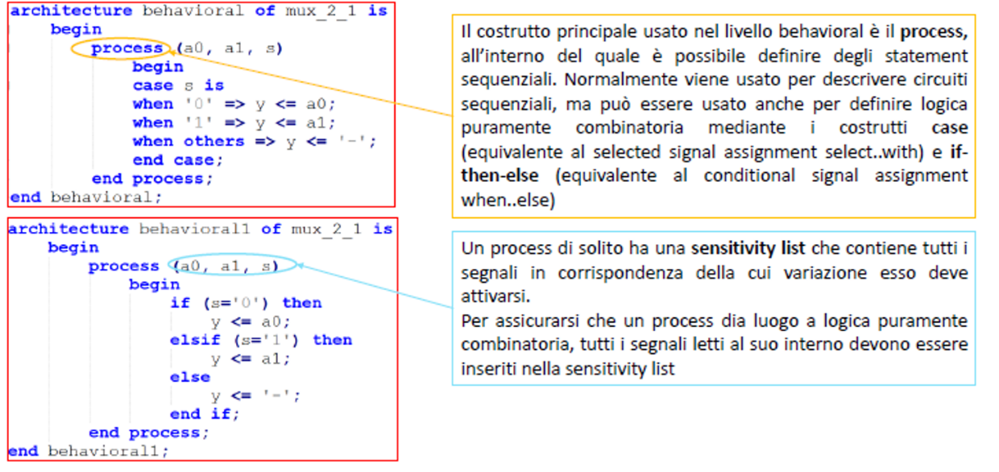 architecture behavioral of mux_2_1 is
begin
process (a0, a1, s)
begin
case s is
when '0' => y <= a0;
when '1' => y <= a1;
when others => y <= '-';
end case;
end process;
end behavioral;
Il costrutto principale usato nel livello behavioral è il process,
all'interno del quale è possibile definire degli statement
sequenziali. Normalmente viene usato per descrivere circuiti
sequenziali, ma può essere usato anche per definire logica
puramente combinatoria mediante i costrutti case
(equivalente al selected signal assignment select..with) e if-
then-else (equivalente al conditional signal assignment
when..else)
architecture behavioral1 of mux_2_1 is
begin
process (a0, a1, s)
begin
if (s='0') then
y <= a0;
elsif (s='1') then
y <= a1;
else
y <= '-';
end if;
end process;
end behavioral1;
Un process di solito ha una sensitivity list che contiene tutti i
segnali in corrispondenza della cui variazione esso deve
attivarsi.
Per assicurarsi che un process dia luogo a logica puramente
combinatoria, tutti i segnali letti al suo interno devono essere
inseriti nella sensitivity list